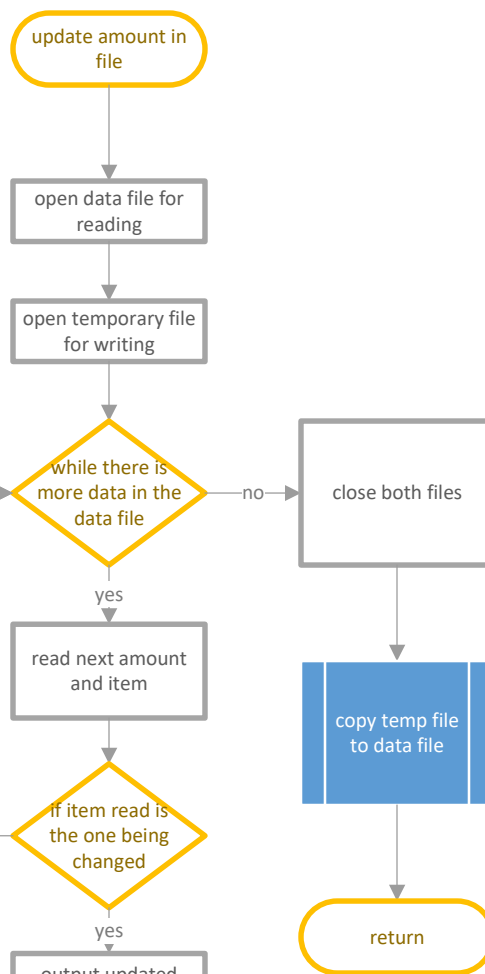 update amount in
file
open data file for
reading
open temporary file
for writing
while there is
more data in the
data file
no
close both files
yes
read next amount
and item
copy temp file
to data file
if item read is
the one being
changed
yes
return
output updated